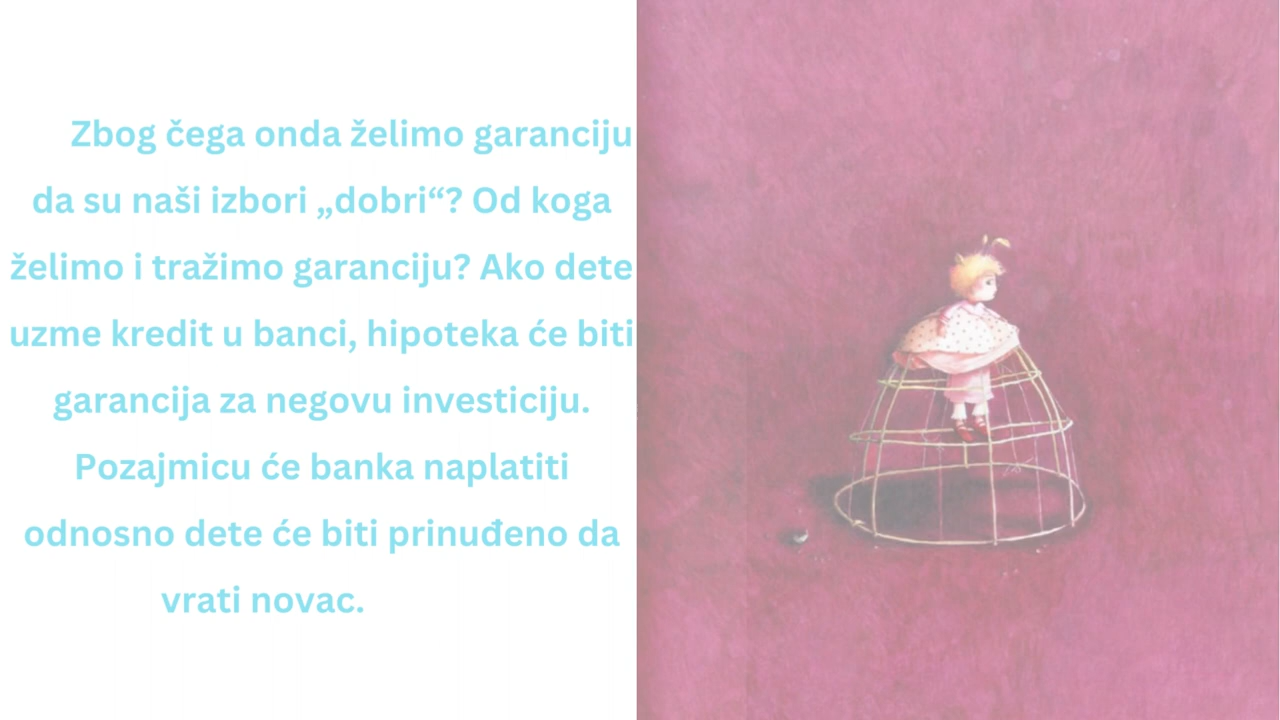 Zbog čega onda želimo garanciju
da su naši izbori „dobri“? Od koga
želimo i tražimo garanciju? Ako dete
uzme kredit u banci, hipoteka će biti
garancija za negovu investiciju.
Pozajmicu će banka naplatiti
odnosno dete će biti prinuđeno da
vrati novac.